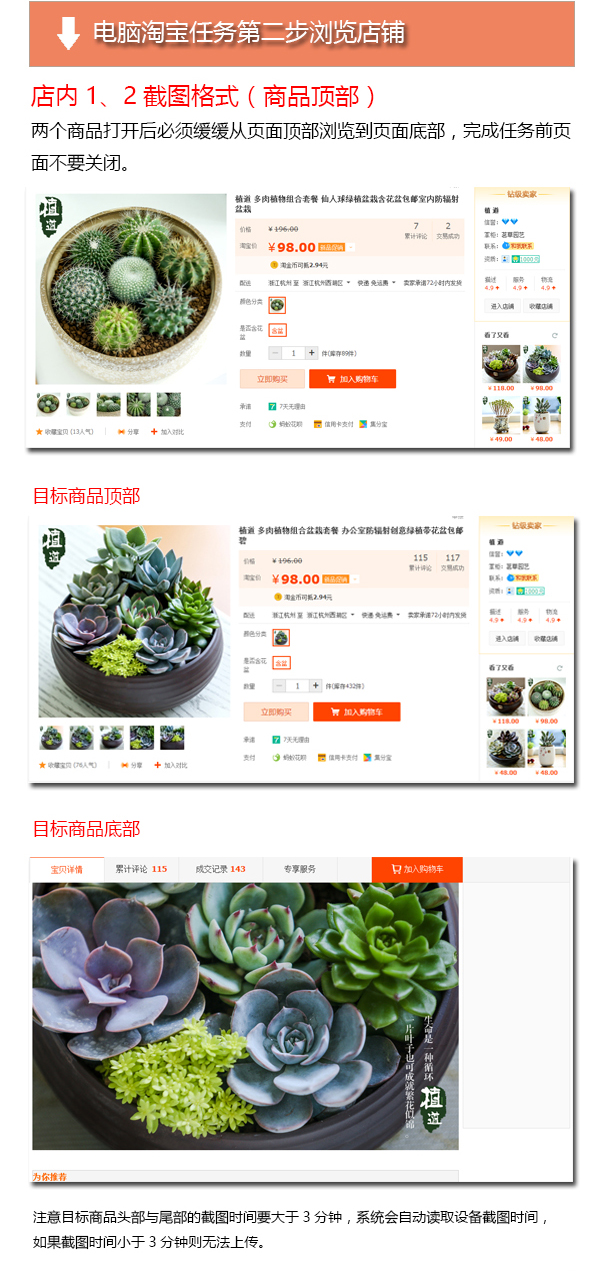 电脑淘宝任务第二步浏览店铺
店内 1、2 截图格式（商品顶部）
两个商品打开后必须缓缓从页面顶部浏览到页面底部，完成任务前页
面不要关闭。
植道
植道 多肉植物组合套餐 仙人球绿植盆栽含花盆包邮室内防辐射
盆栽
价格 ¥ 196.00
7 累计评论
2 交易成功
淘宝价 ¥ 98.00
淘金币可抵2.94元
配送 浙江杭州 至 浙江杭州西湖区 快递 免运费 卖家承诺72小时内发货
颜色分类
是否含花盆 含盆
数量 1 件(库存89件)
立即购买 加入购物车
承诺 7天无理由
支付 蚂蚁花呗 信用卡支付 集分宝
收藏宝贝 (13人气) 分享 加入对比
钻级卖家
植 道
信誉：
掌柜：茗草园艺
联系：和我联系
资质：1000元
描述 服务 物流
4.9 4.9 4.9
进入店铺 收藏店铺
看了又看
¥118.00 ¥98.00
¥49.00 ¥48.00
目标商品顶部
植道
植道 多肉植物组合盆栽套餐 办公室防辐射创意绿植带花盆包邮
碧
价格 ¥ 196.00
115 累计评论
117 交易成功
淘宝价 ¥ 98.00
淘金币可抵2.94元
配送 浙江杭州 至 浙江杭州西湖区 快递 免运费 卖家承诺72小时内发货
颜色分类
是否含花盆 含盆
数量 1 件(库存432件)
立即购买 加入购物车
承诺 7天无理由
支付 蚂蚁花呗 信用卡支付 集分宝
收藏宝贝 (76人气) 分享 加入对比
钻级卖家
植 道
信誉：
掌柜：茗草园艺
联系：和我联系
资质：1000元
描述 服务 物流
4.9 4.9 4.9
进入店铺 收藏店铺
看了又看
¥118.00 ¥98.00
¥48.00 ¥48.00
目标商品底部
宝贝详情 累计评论 115 成交记录 143 专享服务 加入购物车
生命是一种循环
一片叶子也可成就繁花似锦
植道
为你推荐
注意目标商品头部与尾部的截图时间要大于 3 分钟，系统会自动读取设备截图时间，
如果截图时间小于 3 分钟则无法上传。